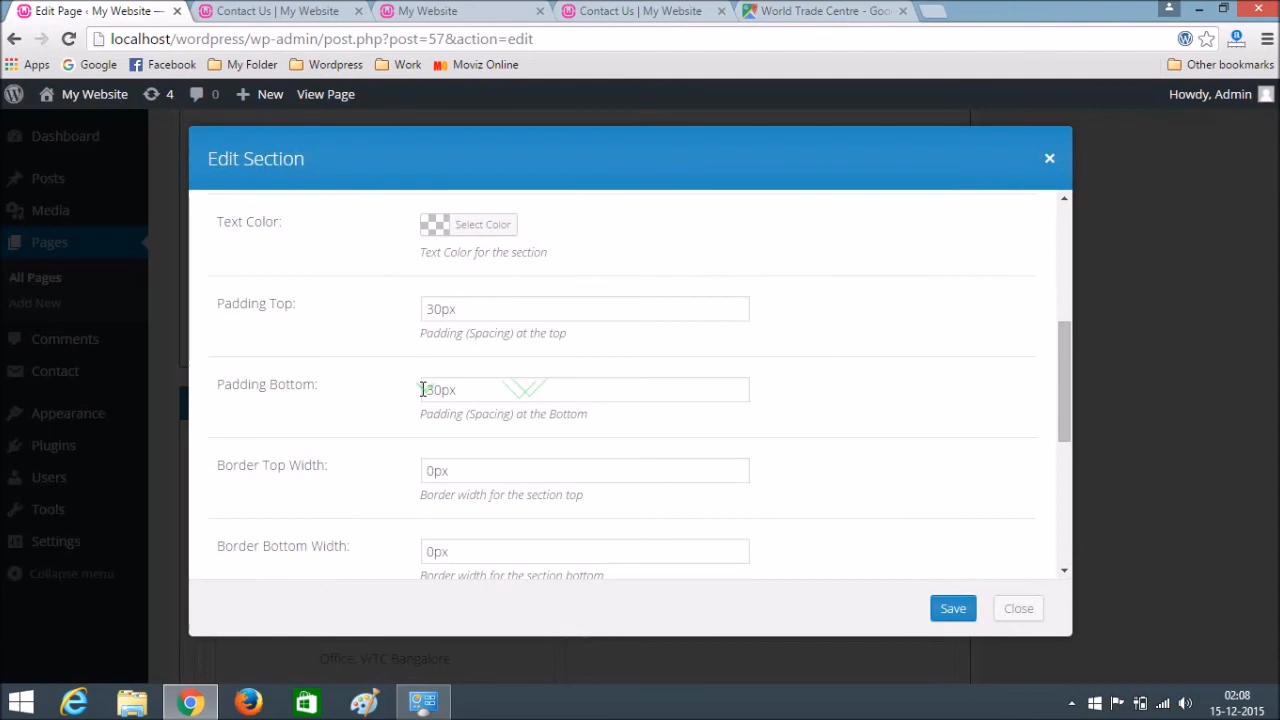 Edit Page ‹ My Website —
Contact Us | My Website
My Website
Contact Us | My Website
World Trade Centre - Goo
localhost/wordpress/wp-admin/post.php?post=57&action=edit
Apps
Google
Facebook
My Folder
Wordpress
Work
Moviz Online
Other bookmarks
My Website
4
0
New
View Page
Howdy, Admin
Dashboard
Posts
Media
Pages
All Pages
Add New
Comments
Contact
Appearance
Plugins
Users
Tools
Settings
Collapse menu
Edit Section
Text Color:
Select Color
Text Color for the section
Padding Top:
30px
Padding (Spacing) at the top
Padding Bottom:
30px
Padding (Spacing) at the Bottom
Border Top Width:
0px
Border width for the section top
Border Bottom Width:
0px
Border width for the section bottom
Save
Close
Office, WTC Bangalore
02:08
15-12-2015